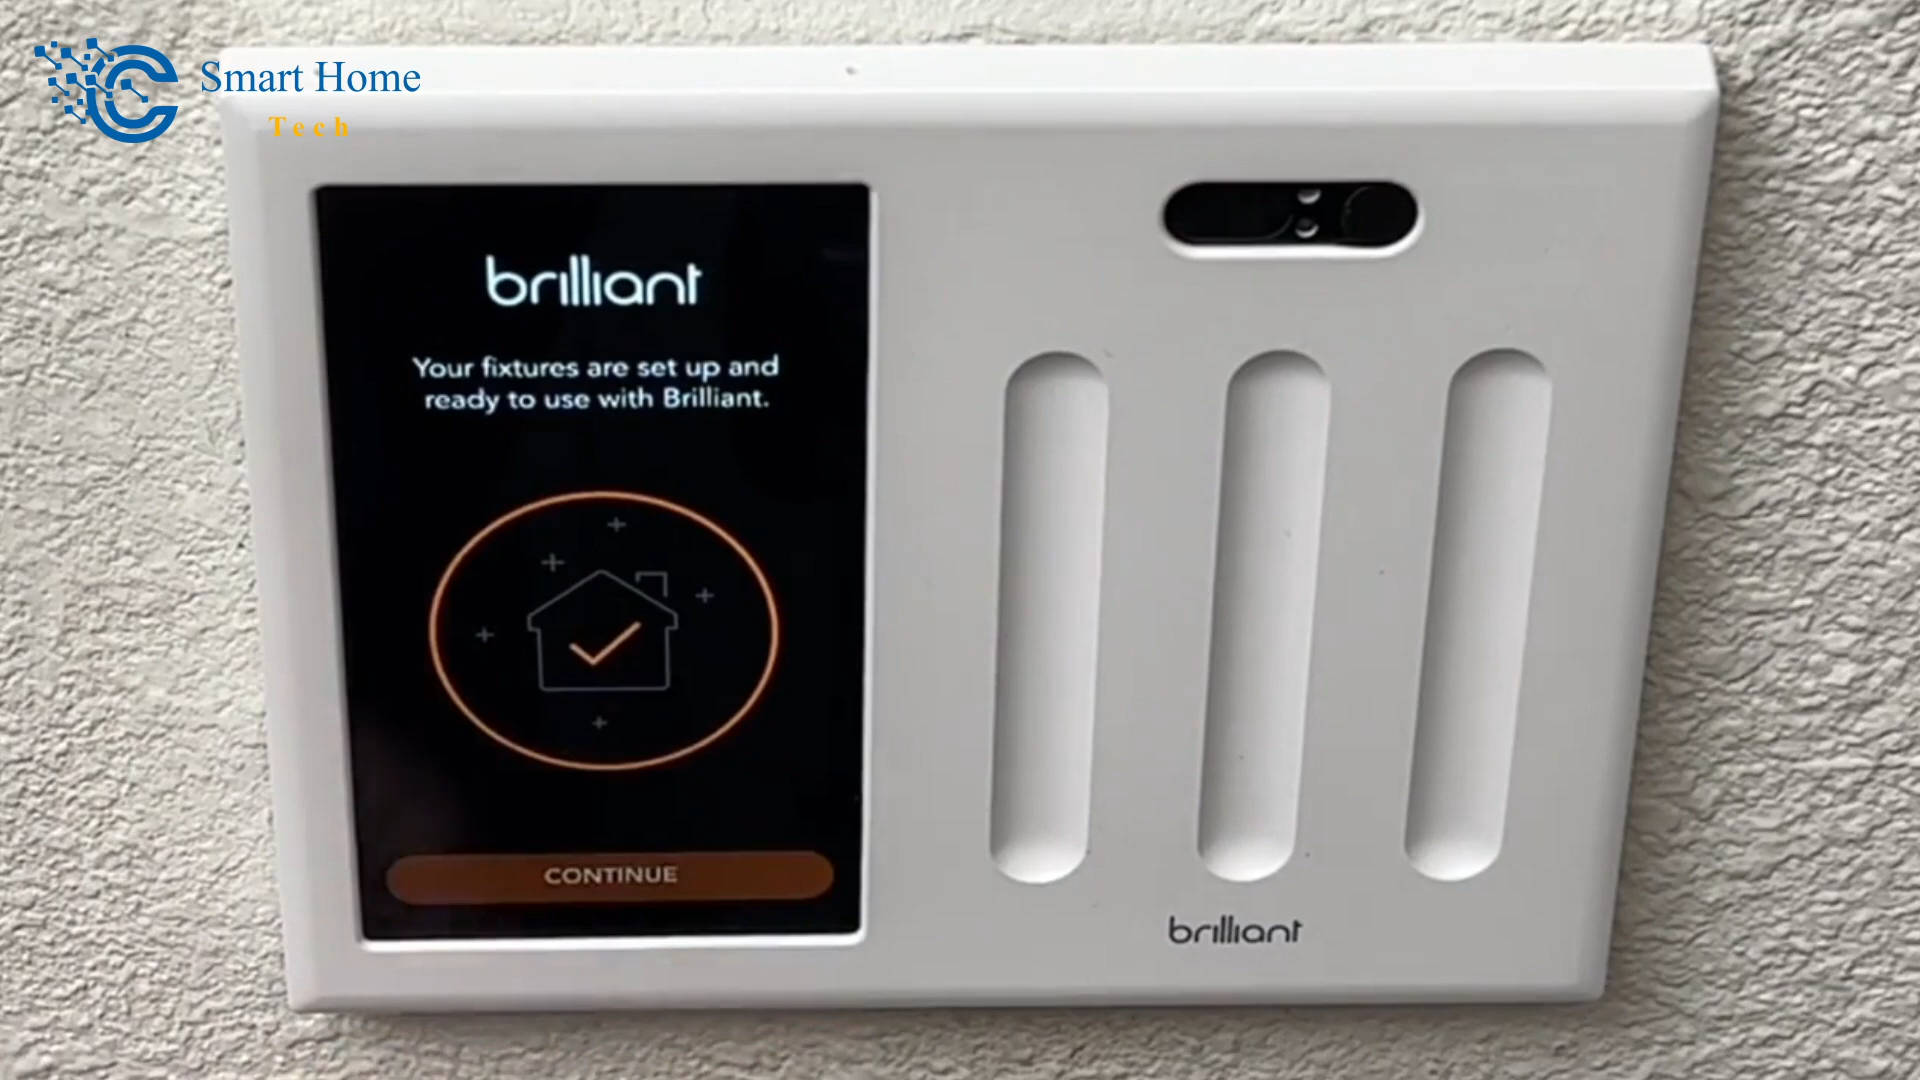 Smart Home
Tech
brilliant
Your fixtures are set up and
ready to use with Brilliant.
CONTINUE
brilliant